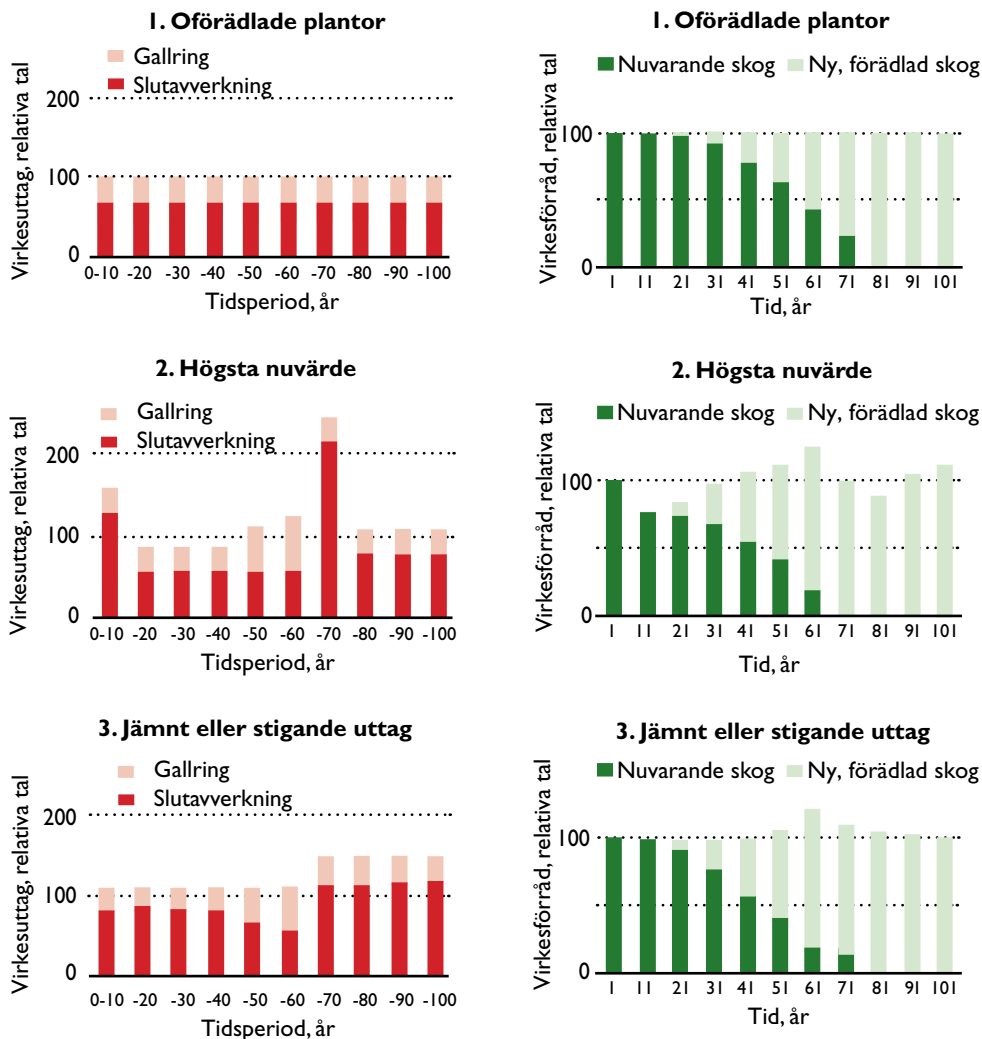 1. Oförädlade plantor
Gallring
Slutavverkning
Virkesuttag, relativa tal
200
100
0
0-10 -20 -30 -40 -50 -60 -70 -80 -90 -100
Tidsperiod, år
1. Oförädlade plantor
Nuvarande skog Ny, förädlad skog
Virkesförråd, relativa tal
100
0
1 11 21 31 41 51 61 71 81 91 101
Tid, år
2. Högsta nuvärde
Gallring
Slutavverkning
Virkesuttag, relativa tal
200
100
0
0-10 -20 -30 -40 -50 -60 -70 -80 -90 -100
Tidsperiod, år
2. Högsta nuvärde
Nuvarande skog Ny, förädlad skog
Virkesförråd, relativa tal
100
0
1 11 21 31 41 51 61 71 81 91 101
Tid, år
3. Jämnt eller stigande uttag
Gallring
Slutavverkning
Virkesuttag, relativa tal
200
100
0
0-10 -20 -30 -40 -50 -60 -70 -80 -90 -100
Tidsperiod, år
3. Jämnt eller stigande uttag
Nuvarande skog Ny, förädlad skog
Virkesförråd, relativa tal
100
0
1 11 21 31 41 51 61 71 81 91 101
Tid, år